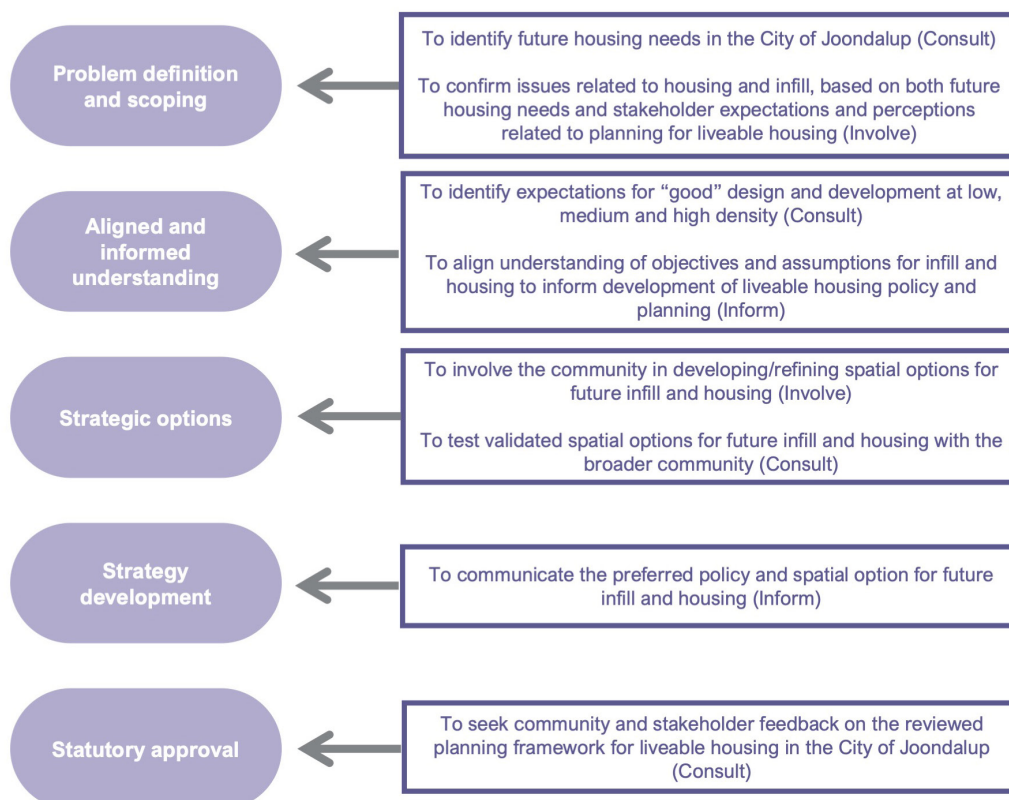 Problem definition
and scoping
To identify future housing needs in the City of Joondalup (Consult)
To confirm issues related to housing and infill, based on both future
housing needs and stakeholder expectations and perceptions
related to planning for liveable housing (Involve)
Aligned and
informed
understanding
To identify expectations for “good” design and development at low,
medium and high density (Consult)
To align understanding of objectives and assumptions for infill and
housing to inform development of liveable housing policy and
planning (Inform)
Strategic options
To involve the community in developing/refining spatial options for
future infill and housing (Involve)
To test validated spatial options for future infill and housing with the
broader community (Consult)
Strategy
development
To communicate the preferred policy and spatial option for future
infill and housing (Inform)
Statutory approval
To seek community and stakeholder feedback on the reviewed
planning framework for liveable housing in the City of Joondalup
(Consult)